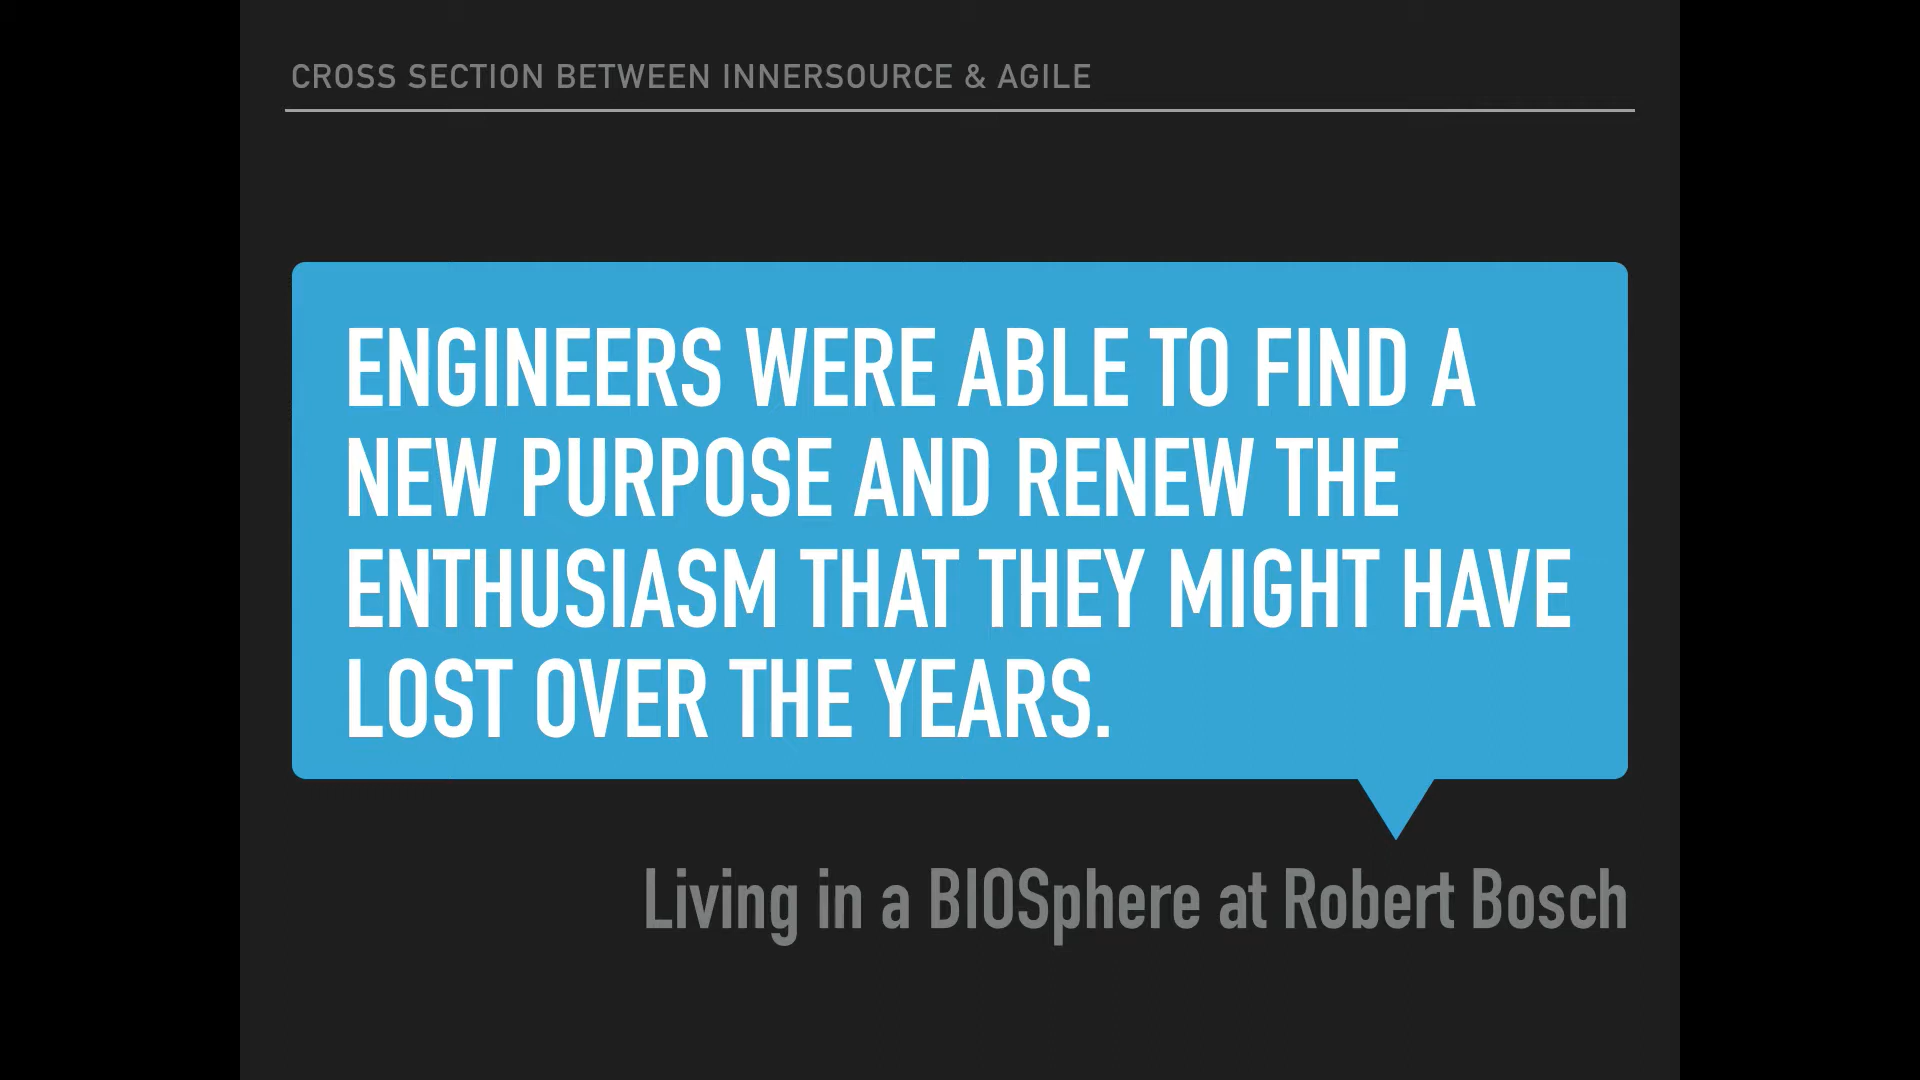 CROSS SECTION BETWEEN INNERSOURCE & AGILE
ENGINEERS WERE ABLE TO FIND A
NEW PURPOSE AND RENEW THE
ENTHUSIASM THAT THEY MIGHT HAVE
LOST OVER THE YEARS.
Living in a BIOSphere at Robert Bosch